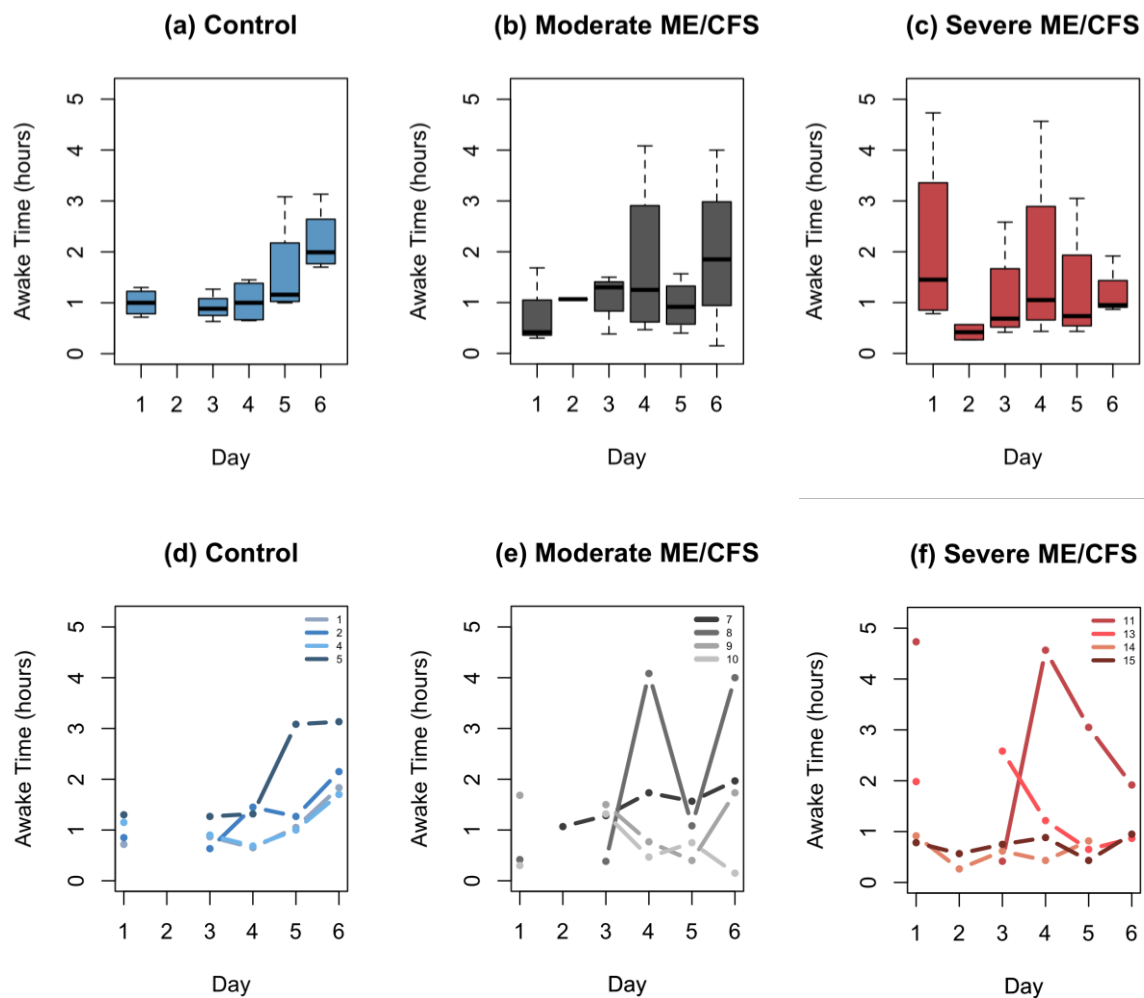 (a) Control
(b) Moderate ME/CFS
(c) Severe ME/CFS
Awake Time (hours)
0 1 2 3 4 5
1 2 3 4 5 6
Day
Awake Time (hours)
0 1 2 3 4 5
1 2 3 4 5 6
Day
Awake Time (hours)
0 1 2 3 4 5
1 2 3 4 5 6
Day
(d) Control
(e) Moderate ME/CFS
(f) Severe ME/CFS
Awake Time (hours)
0 1 2 3 4 5
1
2
4
5
1 2 3 4 5 6
Day
Awake Time (hours)
0 1 2 3 4 5
7
8
9
10
1 2 3 4 5 6
Day
Awake Time (hours)
0 1 2 3 4 5
11
13
14
15
1 2 3 4 5 6
Day